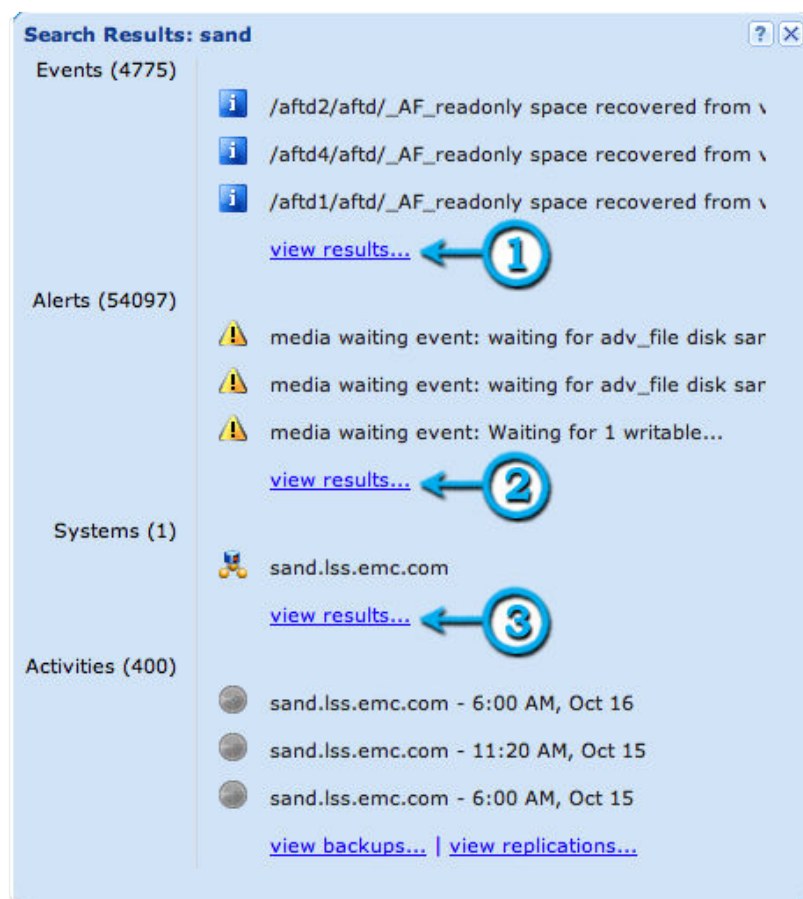 Search Results: sand
?
Events (4775)
i /aftd2/aftd/_AF_readonly space recovered from
i /aftd4/aftd/_AF_readonly space recovered from
i /aftd1/aftd/_AF_readonly space recovered from
view results... 1
Alerts (54097)
! media waiting event: waiting for adv_file disk
! media waiting event: waiting for adv_file disk
! media waiting event: Waiting for 1 writable...
view results... 2
Systems (1)
sand.lss.emc.com
view results... 3
Activities (400)
sand.lss.emc.com - 6:00 AM, Oct 16
sand.lss.emc.com - 11:20 AM, Oct 15
sand.lss.emc.com - 6:00 AM, Oct 15
view backups... | view replications...